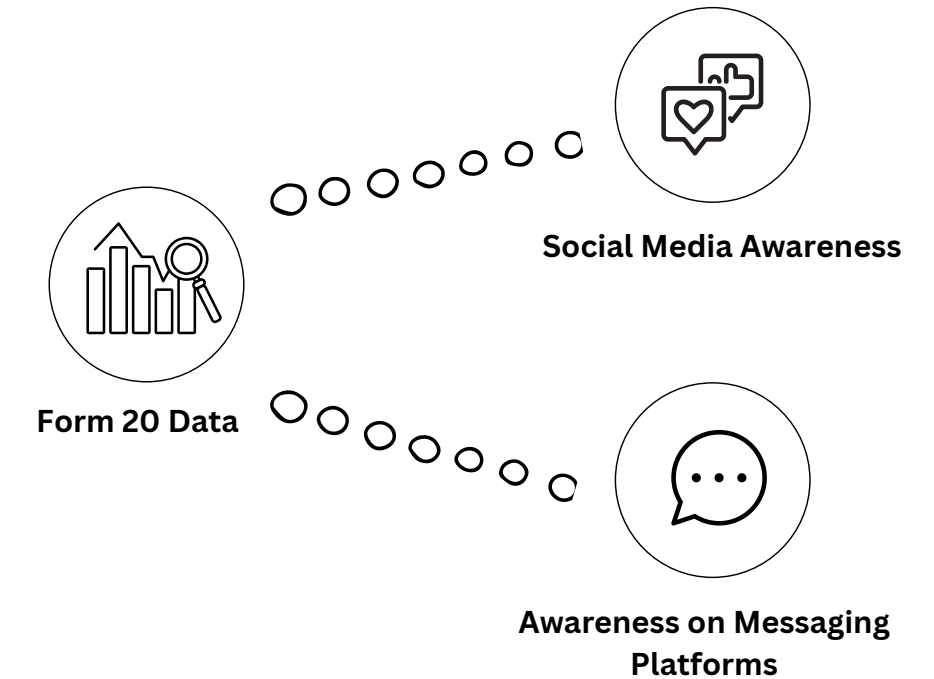 Social Media Awareness
Form 20 Data
Awareness on Messaging
Platforms